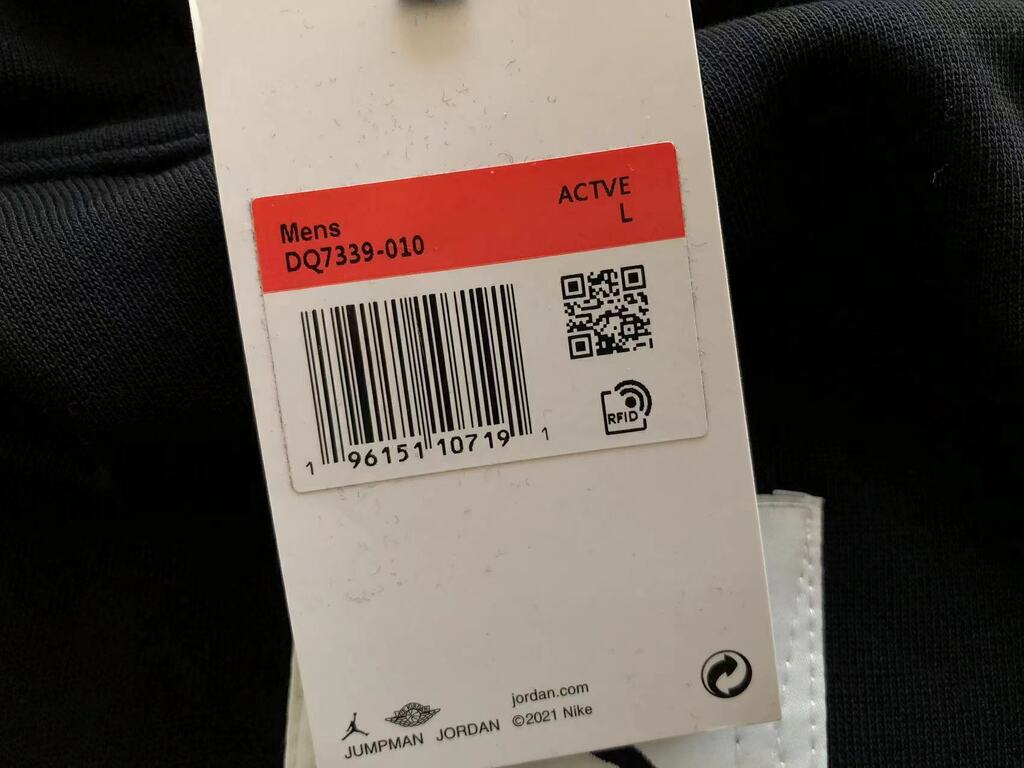 Mens
ACTVE
DQ7339-010
L
RFID
1 96151 10719 1
jordan.com
JUMPMAN JORDAN ©2021 Nike